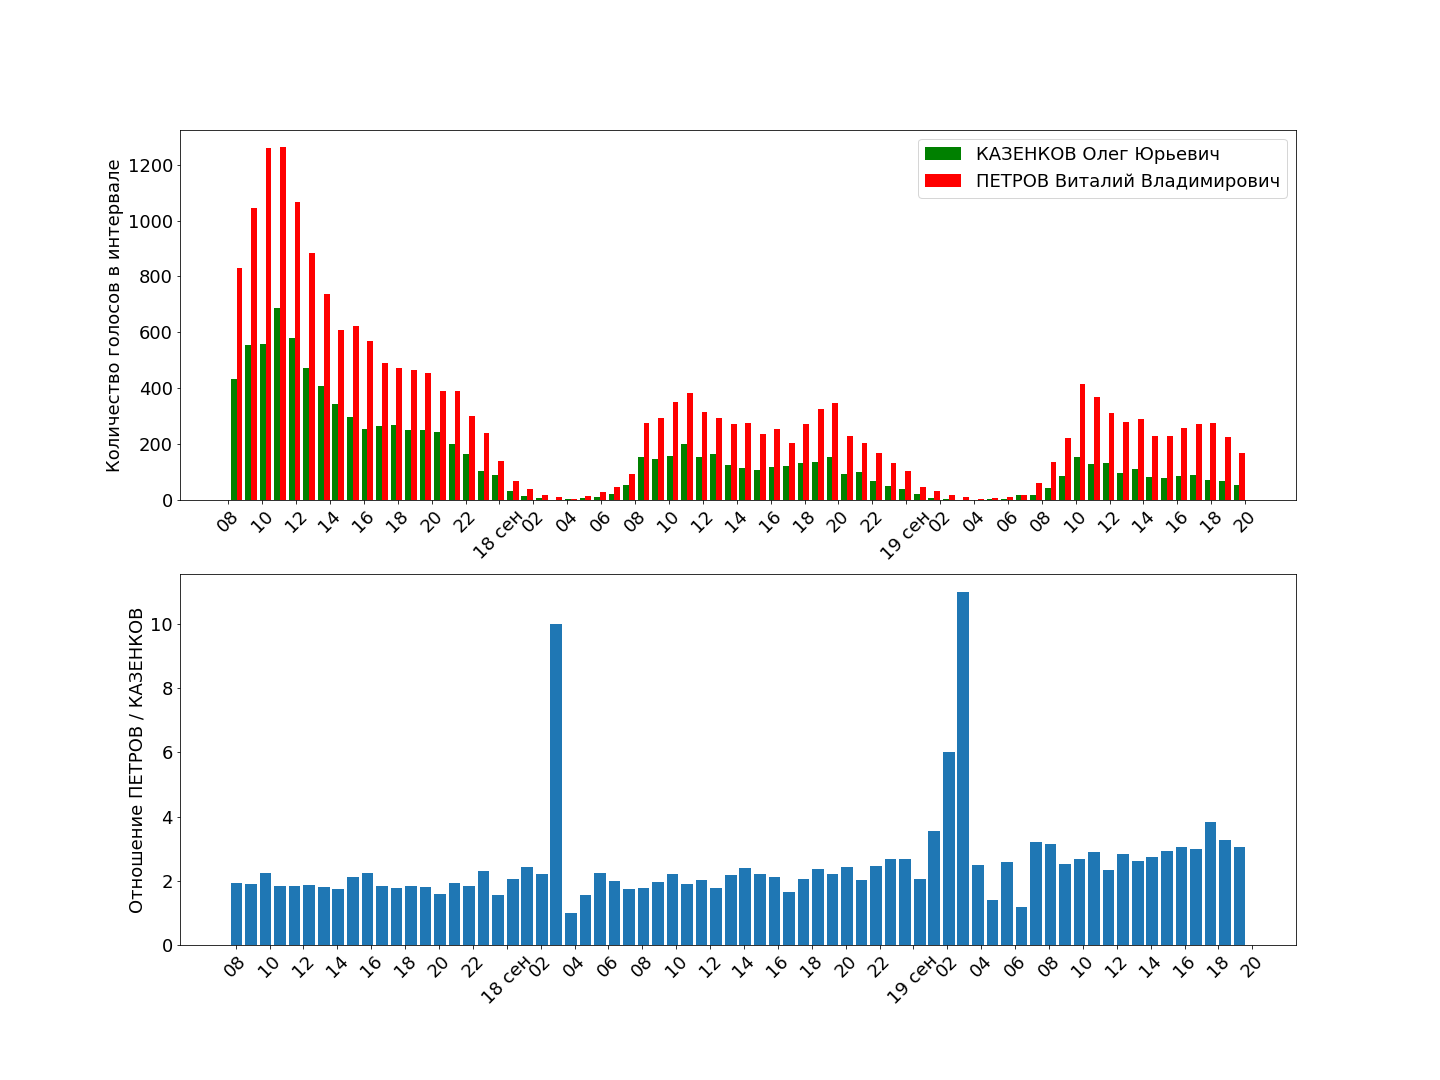 Количество голосов в интервале
1200
1000
800
600
400
200
0
КАЗЕНКОВ Олег Юрьевич
ПЕТРОВ Виталий Владимирович
08 10 12 14 16 18 20 22 18 сен 02 04 06 08 10 12 14 16 18 20 22 19 сен 02 04 06 08 10 12 14 16 18 20
Отношение ПЕТРОВ / КАЗЕНКОВ
10
8
6
4
2
0
08 10 12 14 16 18 20 22 18 сен 02 04 06 08 10 12 14 16 18 20 22 19 сен 02 04 06 08 10 12 14 16 18 20